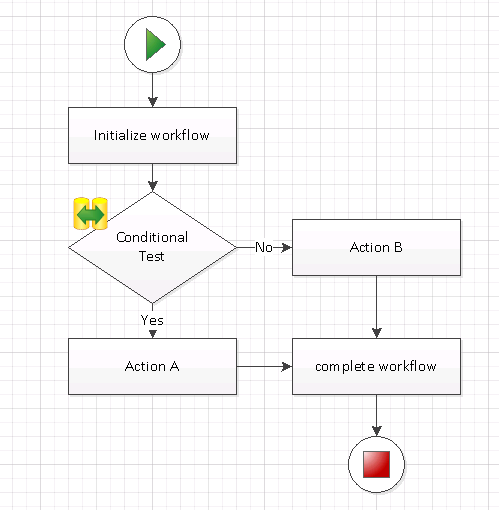 Initialize workflow
Conditional
Test
No
Action B
Yes
Action A
complete workflow